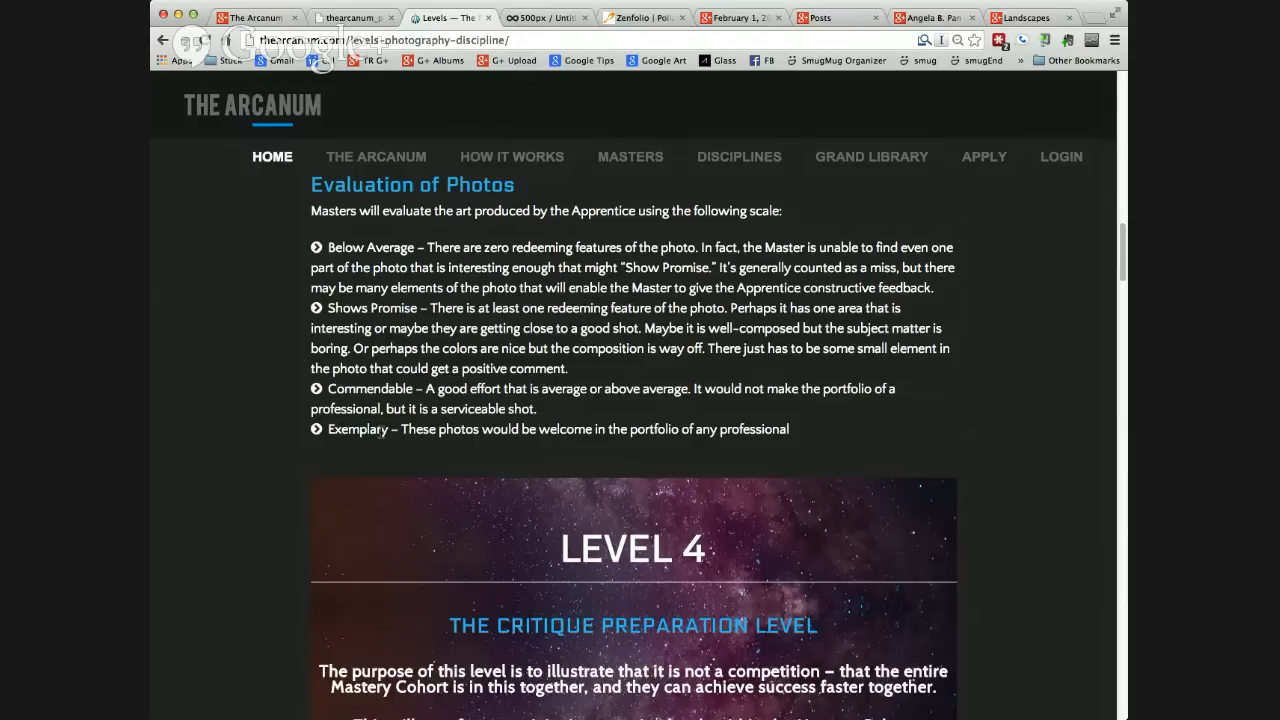 The Arcanum
thearcanum_p
Levels — The
500px / Unti
Zenfolio | Poli
February 1, 20
Posts
Angela B. Pan
Landscapes
Google+
thearcanum.com/levels-photography-discipline/
Apps
Stuck
Gmail
TR G+
G+ Albums
G+ Upload
Google Tips
Google Art
Glass
FB
SmugMug Organizer
smug
smugEnd
»
Other Bookmarks
THE ARCANUM
HOME THE ARCANUM HOW IT WORKS MASTERS DISCIPLINES GRAND LIBRARY APPLY LOGIN
Evaluation of Photos
Masters will evaluate the art produced by the Apprentice using the following scale:
Below Average – There are zero redeeming features of the photo. In fact, the Master is unable to find even one
part of the photo that is interesting enough that might “Show Promise.” It’s generally counted as a miss, but there
may be many elements of the photo that will enable the Master to give the Apprentice constructive feedback.
Shows Promise – There is at least one redeeming feature of the photo. Perhaps it has one area that is
interesting or maybe they are getting close to a good shot. Maybe it is well-composed but the subject matter is
boring. Or perhaps the colors are nice but the composition is way off. There just has to be some small element in
the photo that could get a positive comment.
Commendable – A good effort that is average or above average. It would not make the portfolio of a
professional, but it is a serviceable shot.
Exemplary – These photos would be welcome in the portfolio of any professional
LEVEL 4
THE CRITIQUE PREPARATION LEVEL
The purpose of this level is to illustrate that it is not a competition – that the entire
Mastery Cohort is in this together, and they can achieve success faster together.